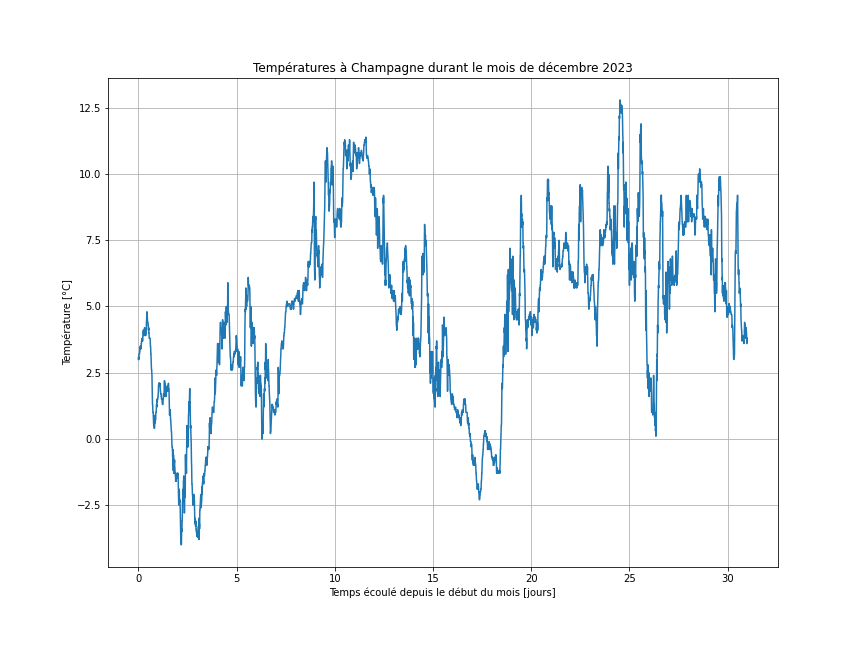 Températures à Champagne durant le mois de décembre 2023
12.5
10.0
7.5
5.0
2.5
0.0
−2.5
Température [°C]
0 5 10 15 20 25 30
Temps écoulé depuis le début du mois [jours]